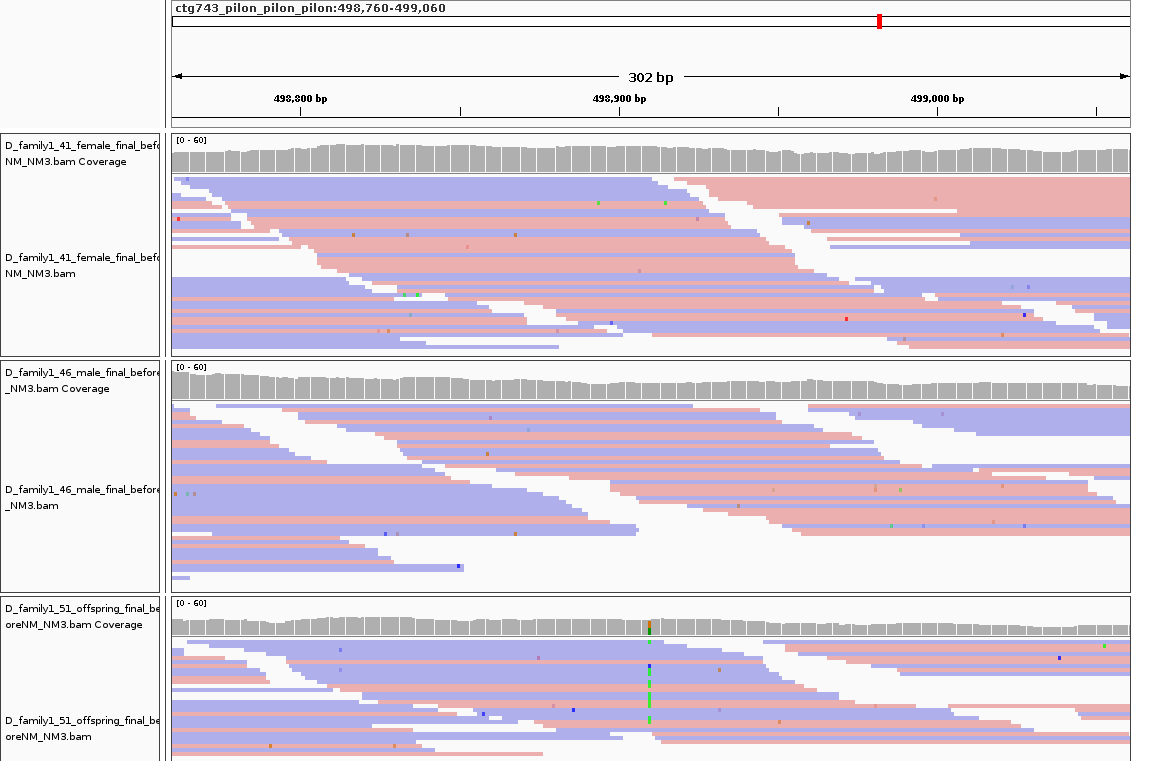 ctg743_pilon_pilon_pilon:498,760-499,060
302 bp
498,800 bp 498,900 bp 499,000 bp
D_family1_41_female_final_befo
NM_NM3.bam Coverage
[0 - 60]
D_family1_41_female_final_befo
NM_NM3.bam
D_family1_46_male_final_before
_NM3.bam Coverage
[0 - 60]
D_family1_46_male_final_before
_NM3.bam
D_family1_51_offspring_final_be
oreNM_NM3.bam Coverage
[0 - 60]
D_family1_51_offspring_final_be
oreNM_NM3.bam